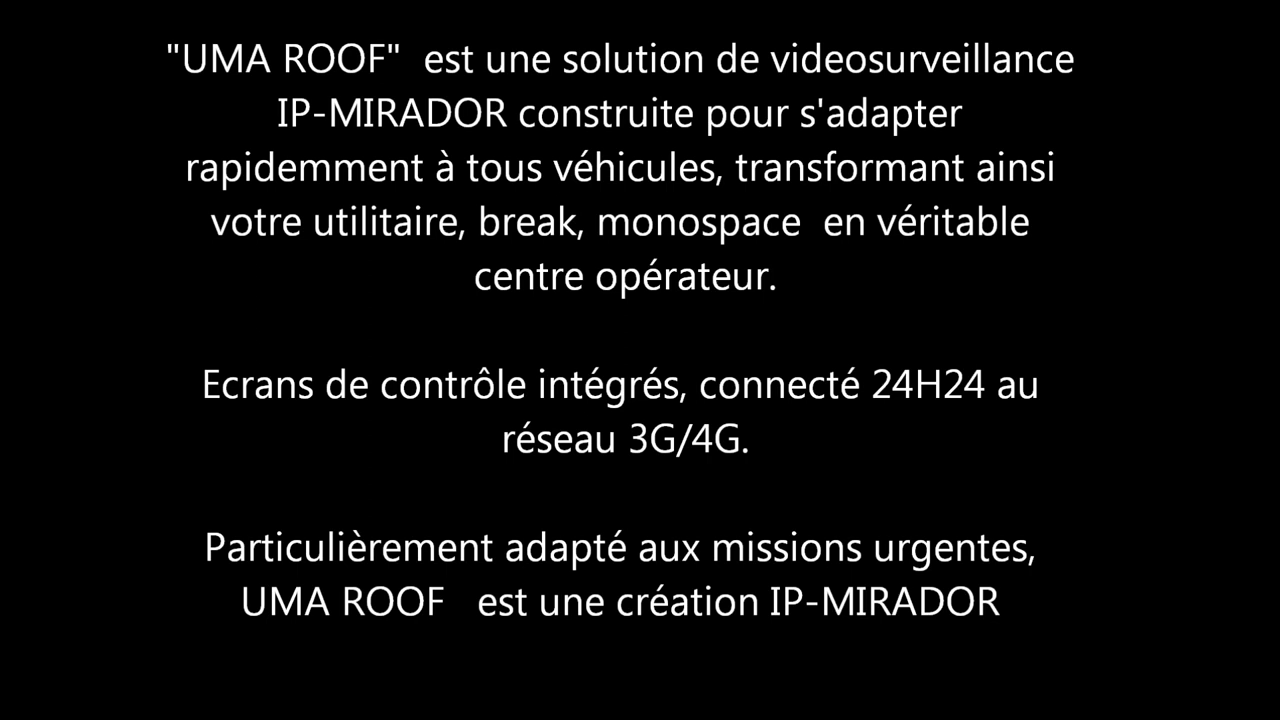 "UMA ROOF"  est une solution de videosurveillance
IP-MIRADOR construite pour s'adapter
rapidemment à tous véhicules, transformant ainsi
votre utilitaire, break, monospace  en véritable
centre opérateur.
Ecrans de contrôle intégrés, connecté 24H24 au
réseau 3G/4G.
Particulièrement adapté aux missions urgentes,
UMA ROOF   est une création IP-MIRADOR